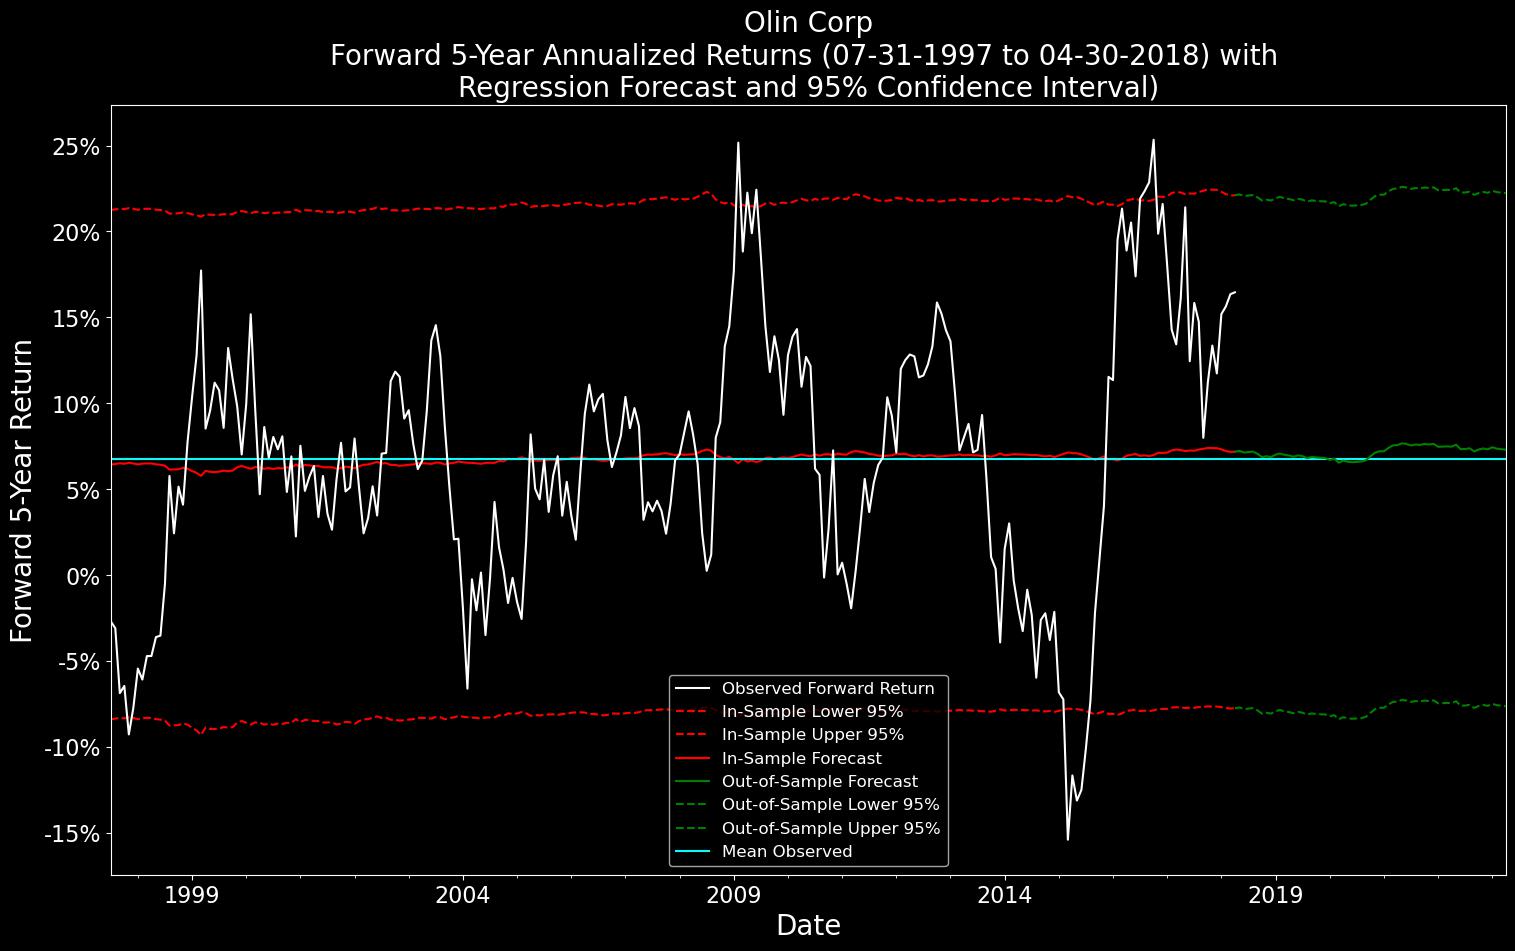 Olin Corp
Forward 5-Year Annualized Returns (07-31-1997 to 04-30-2018) with
Regression Forecast and 95% Confidence Interval)
25%
20%
15%
10%
5%
0%
-5%
-10%
-15%
Forward 5-Year Return
Observed Forward Return
In-Sample Lower 95%
In-Sample Upper 95%
In-Sample Forecast
Out-of-Sample Forecast
Out-of-Sample Lower 95%
Out-of-Sample Upper 95%
Mean Observed
1999
2004
2009
2014
2019
Date